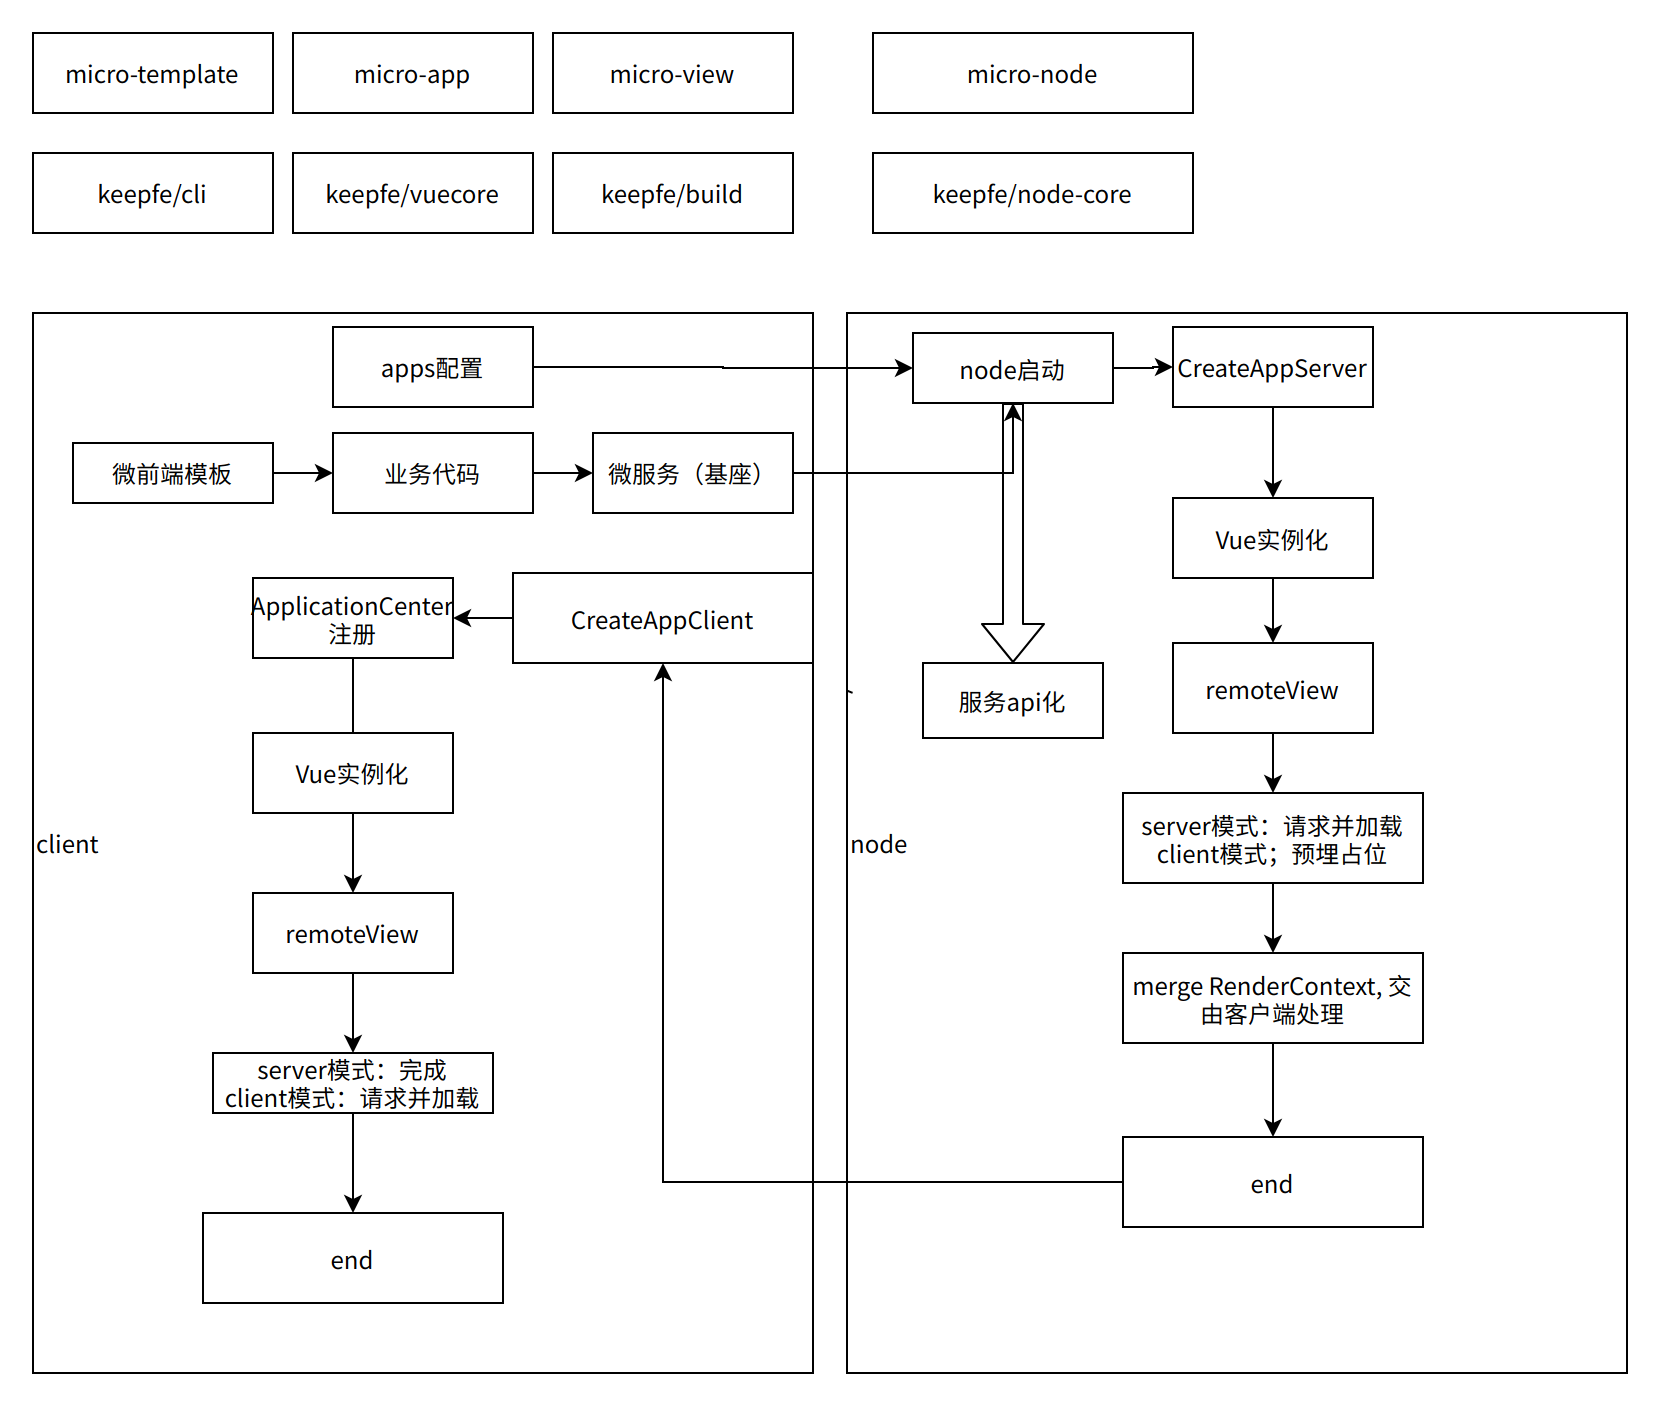 micro-template
micro-app
micro-view
micro-node
keepfe/cli
keepfe/vuecore
keepfe/build
keepfe/node-core
apps配置
node启动
CreateAppServer
微前端模板
业务代码
微服务（基座）
Vue实例化
ApplicationCenter
注册
CreateAppClient
服务api化
remoteView
Vue实例化
client
node
server模式：请求并加载
client模式；预埋占位
remoteView
merge RenderContext, 交
由客户端处理
server模式：完成
client模式：请求并加载
end
end